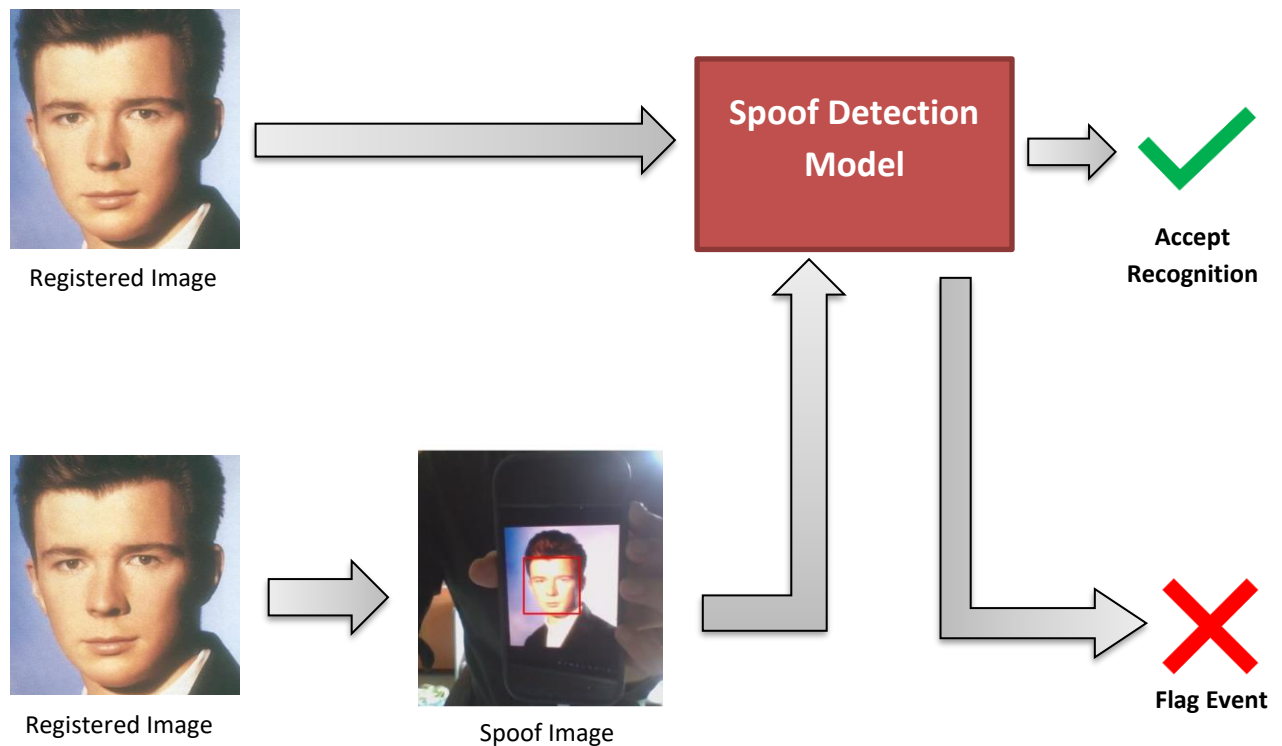 Registered Image
Spoof Detection
Model
Accept
Recognition
Registered Image
Spoof Image
Flag Event